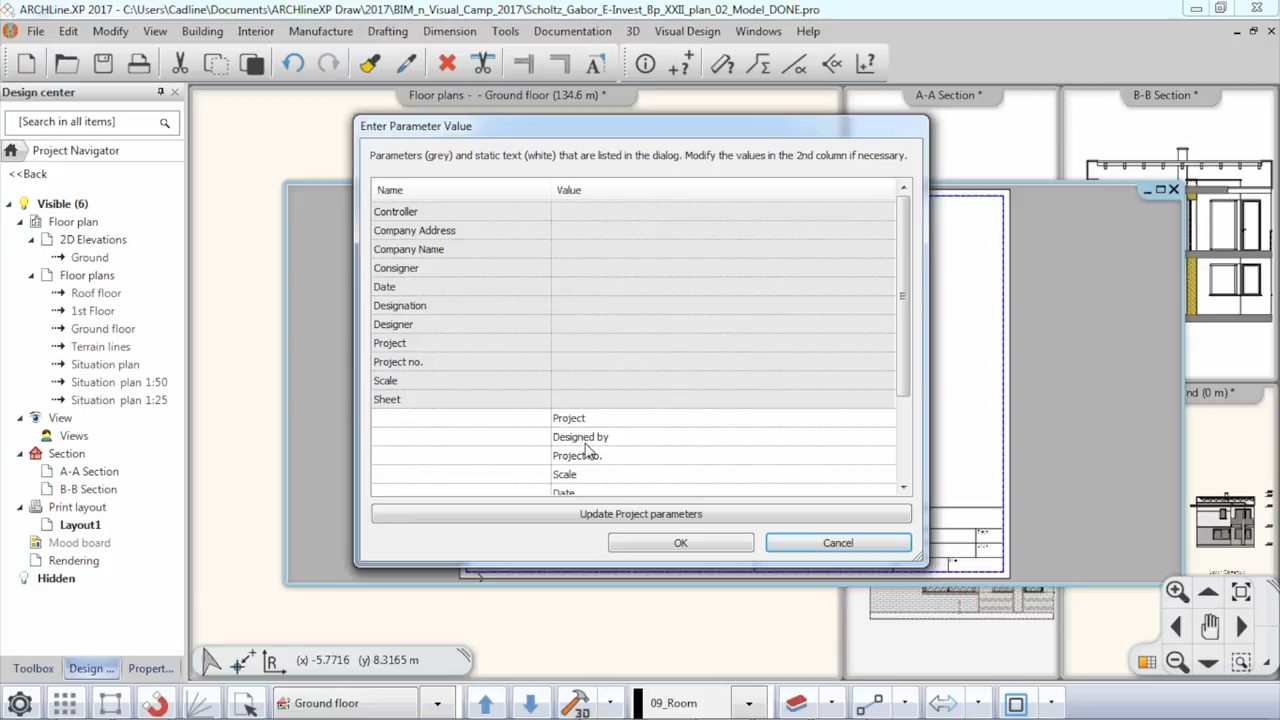 ARCHLine.XP 2017 - C:\Users\Cadline\Documents\ARCHlineXP Draw\2017\BIM_n_Visual_Camp_2017\Scholtz_Gabor_E-Invest_Bp_XXII_plan_02_Model_DONE.pro
File Edit Modify View Building Interior Manufacture Drafting Dimension Tools Documentation 3D Visual Design Windows Help
Design center
Floor plans - - Ground floor (134.6 m) *
A-A Section *
B-B Section *
[Search in all items]
Project Navigator
<<Back
Visible (6)
Floor plan
2D Elevations
Ground
Floor plans
Roof floor
1st Floor
Ground floor
Terrain lines
Situation plan
Situation plan 1:50
Situation plan 1:25
View
Views
Section
A-A Section
B-B Section
Print layout
Layout1
Mood board
Rendering
Hidden
Enter Parameter Value
Parameters (grey) and static text (white) that are listed in the dialog. Modify the values in the 2nd column if necessary.
Name Value
Controller
Company Address
Company Name
Consigner
Date
Designation
Designer
Project
Project no.
Scale
Sheet
Project
Designed by
Project no.
Scale
Date
Update Project parameters
OK Cancel
nd (0 m) *
(x) -5.7716 (y) 8.3165 m
Toolbox Design ... Propert...
Ground floor
3D
09_Room